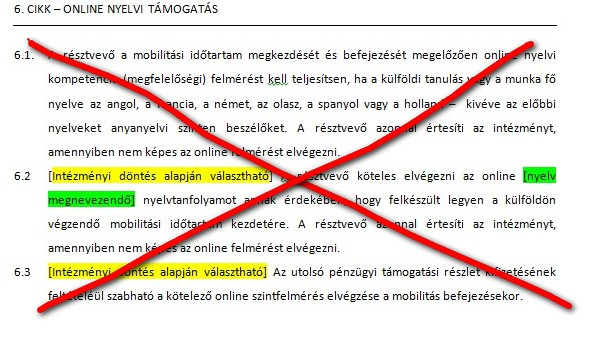 6. CIKK – ONLINE NYELVI TÁMOGATÁS
6.1. A résztvevő a mobilitási időtartam megkezdését és befejezését megelőzően online nyelvi
kompetencia (megfelelőségi) felmérést kell teljesítsen, ha a külföldi tanulás vagy a munka fő
nyelve az angol, a francia, a német, az olasz, a spanyol vagy a holland – kivéve az előbbi
nyelveket anyanyelvi szinten beszélőket. A résztvevő azonnal értesíti az intézményt,
amennyiben nem képes az online felmérést elvégezni.
6.2 [Intézményi döntés alapján választható] A résztvevő köteles elvégezni az online [nyelv
megnevezendő] nyelvtanfolyamot annak érdekében, hogy felkészült legyen a külföldön
végzendő mobilitási időtartam kezdetére. A résztvevő azonnal értesíti az intézményt,
amennyiben nem képes az online felmérést elvégezni.
6.3 [Intézményi döntés alapján választható] Az utolsó pénzügyi támogatási részlet kifizetésének
feltételéül szabható a kötelező online szintfelmérés elvégzése a mobilitás befejezésekor.